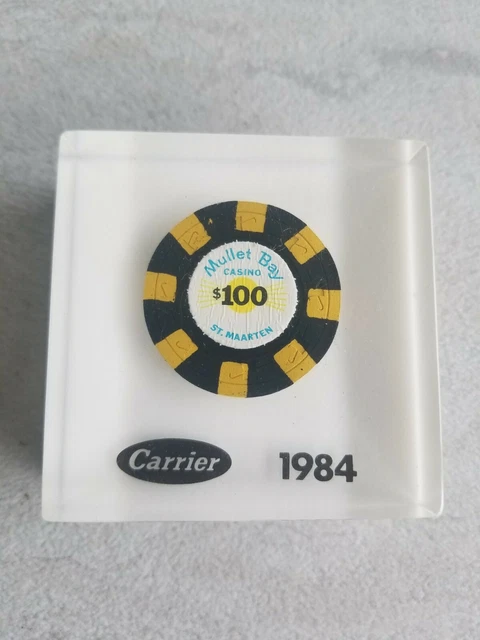 Mullet Bay
CASINO
$100
ST. MAARTEN
Carrier
1984